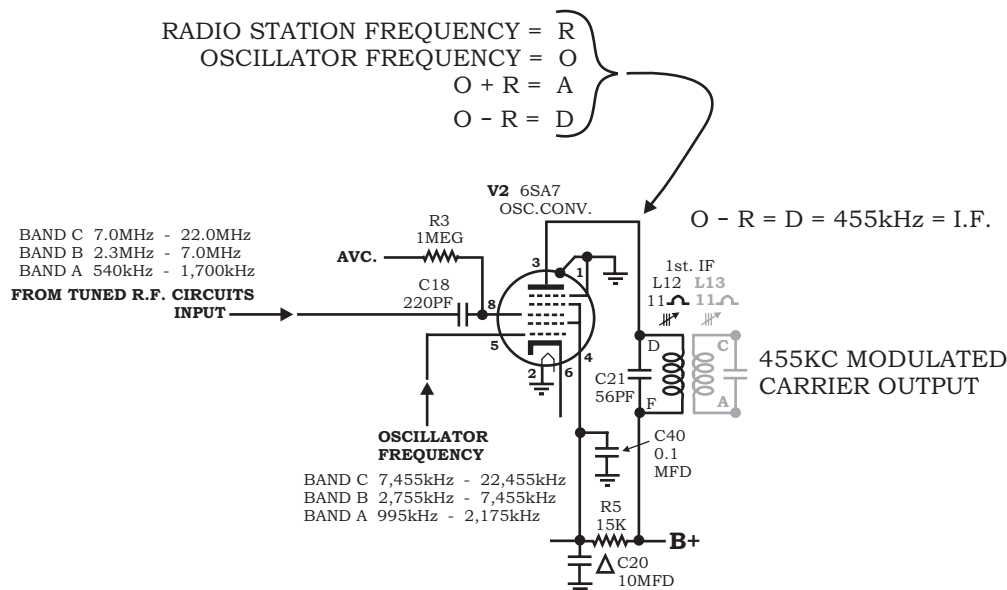 RADIO STATION FREQUENCY = R
OSCILLATOR FREQUENCY = O
O + R = A
O - R = D
V2 6SA7
OSC.CONV.
O - R = D = 455kHz = I.F.
R3
1MEG
AVC.
BAND C 7.0MHz - 22.0MHz
BAND B 2.3MHz - 7.0MHz
BAND A 540kHz - 1,700kHz
FROM TUNED R.F. CIRCUITS
INPUT
C18
220PF
3
1
8
5
4
2
6
1st. IF
L12
11
L13
11
D
C
C21
56PF
F
A
455KC MODULATED
CARRIER OUTPUT
OSCILLATOR
FREQUENCY
BAND C 7,455kHz - 22,455kHz
BAND B 2,755kHz - 7,455kHz
BAND A 995kHz - 2,175kHz
C40
0.1
MFD
R5
15K
B+
C20
10MFD